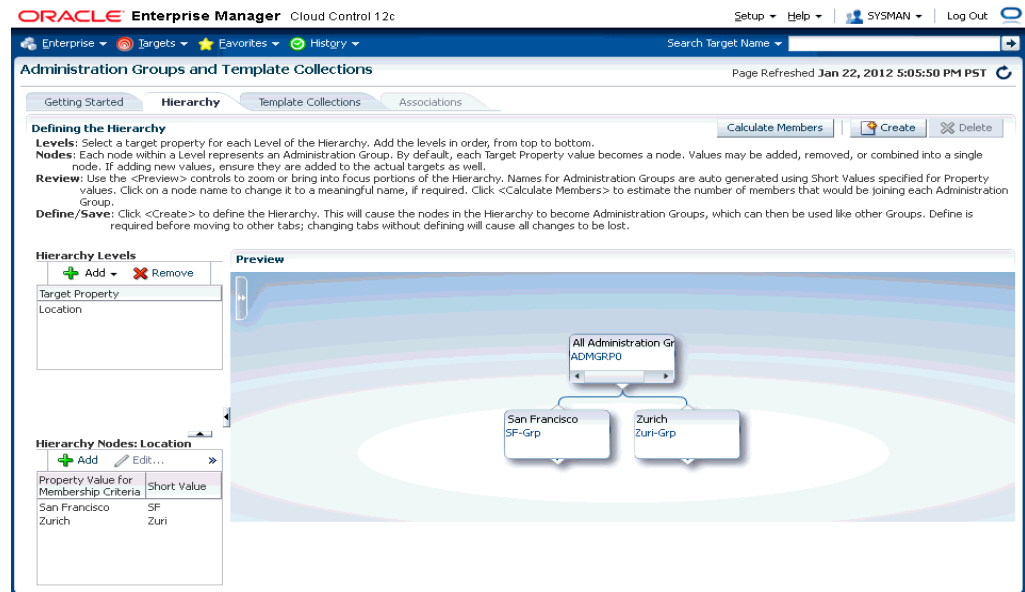 ORACLE Enterprise Manager Cloud Control 12c
Setup Help SYSMAN Log Out
Enterprise Targets Favorites History Search Target Name
Administration Groups and Template Collections
Page Refreshed Jan 22, 2012 5:05:50 PM PST
Getting Started Hierarchy Template Collections Associations
Defining the Hierarchy
Calculate Members Create Delete
Levels: Select a target property for each Level of the Hierarchy. Add the levels in order, from top to bottom.
Nodes: Each node within a Level represents an Administration Group. By default, each Target Property value becomes a node. Values may be added, removed, or combined into a single
node. If adding new values, ensure they are added to the actual targets as well.
Review: Use the <Preview> controls to zoom or bring into focus portions of the Hierarchy. Names for Administration Groups are auto generated using Short Values specified for Property
values. Click on a node name to change it to a meaningful name, if required. Click <Calculate Members> to estimate the number of members that would be joining each Administration
Group.
Define/Save: Click <Create> to define the Hierarchy. This will cause the nodes in the Hierarchy to become Administration Groups, which can then be used like other Groups. Define is
required before moving to other tabs; changing tabs without defining will cause all changes to be lost.
Hierarchy Levels
Add Remove
Target Property
Location
Preview
All Administration Gr
ADMGRP0
San Francisco
SF-Grp
Zurich
Zuri-Grp
Hierarchy Nodes: Location
Add Edit... »
Property Value for
Membership Criteria
Short Value
San Francisco SF
Zurich Zuri